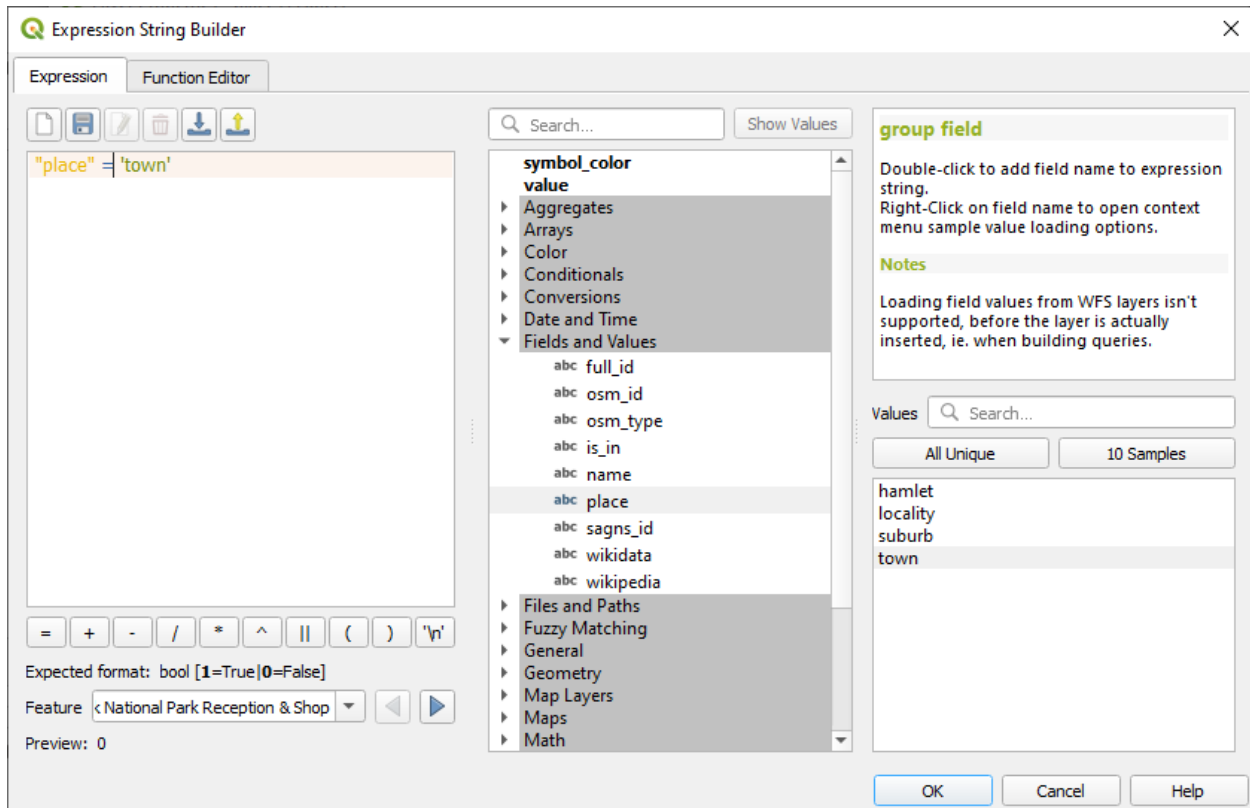 Expression String Builder
Expression
Function Editor
"place" = 'town'
= + - / * ^ || ( ) '\n'
Expected format: bool [1=True|0=False]
Feature
‹ National Park Reception & Shop
Preview: 0
Search...
Show Values
symbol_color
value
Aggregates
Arrays
Color
Conditionals
Conversions
Date and Time
Fields and Values
abc full_id
abc osm_id
abc osm_type
abc is_in
abc name
abc place
abc sagns_id
abc wikidata
abc wikipedia
Files and Paths
Fuzzy Matching
General
Geometry
Map Layers
Maps
Math
group field
Double-click to add field name to expression
string.
Right-Click on field name to open context
menu sample value loading options.
Notes
Loading field values from WFS layers isn't
supported, before the layer is actually
inserted, ie. when building queries.
Values
Search...
All Unique
10 Samples
hamlet
locality
suburb
town
OK
Cancel
Help